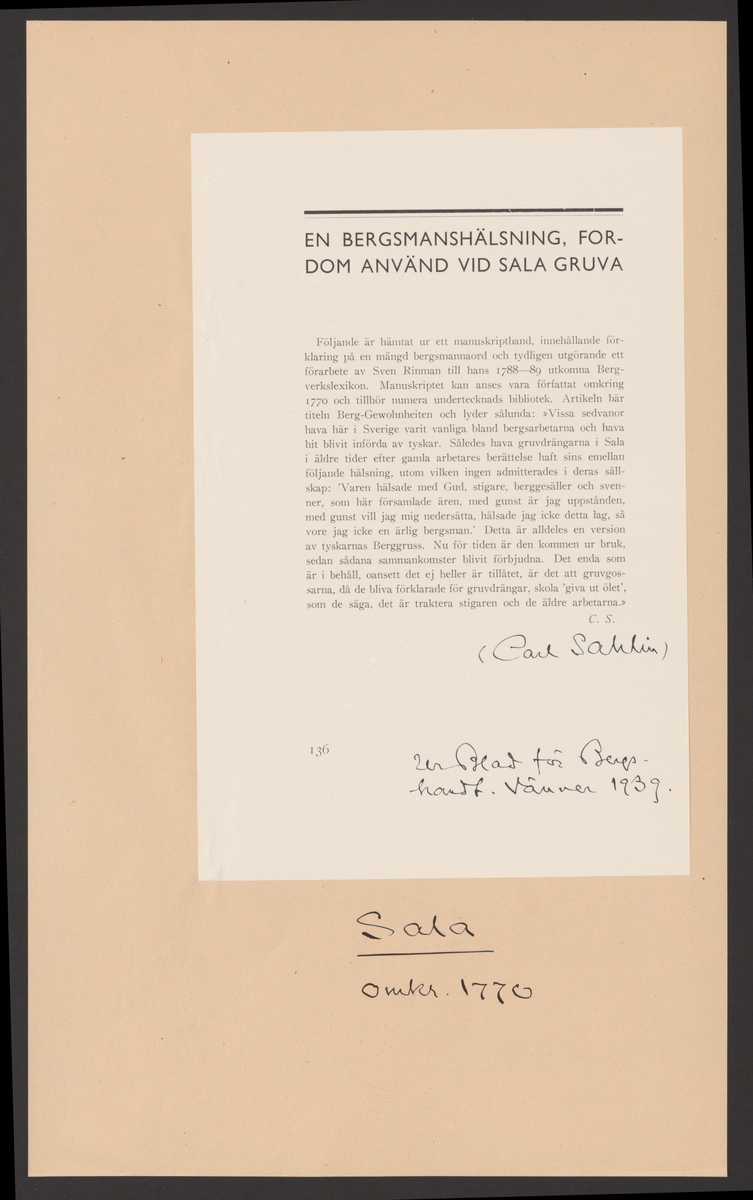 EN BERGSMANSHÄLSNING, FOR-
DOM ANVÄND VID SALA GRUVA
Följande är hämtat ur ett manuskriptband, innehållande för-
klaring på en mängd bergsmannaord och tydligen utgörande ett
förarbete av Sven Rinman till hans 1788—89 utkomna Berg-
verkslexikon. Manuskriptet kan anses vara författat omkring
1770 och tillhör numera undertecknads bibliotek. Artikeln bär
titeln Berg-Gewohnheiten och lyder sålunda: »Vissa sedvanor
hava här i Sverige varit vanliga bland bergsarbetarna och hava
hit blivit införda av tyskar. Således hava gruvdrängarna i Sala
i äldre tider efter gamla arbetares berättelse haft sins emellan
följande hälsning, utom vilken ingen admitterades i deras säll-
skap: 'Varen hälsade med Gud, stigare, berggesäller och sven-
ner, som här församlade ären, med gunst är jag uppstånden,
med gunst vill jag mig nedersätta, hälsade jag icke detta lag, så
vore jag icke en ärlig bergsman.' Detta är alldeles en version
av tyskarnas Berggruss. Nu för tiden är den kommen ur bruk,
sedan sådana sammankomster blivit förbjudna. Det enda som
är i behåll, oansett det ej heller är tillåtet, är det att gruvgos-
sarna, då de bliva förklarade för gruvdrängar, skola 'giva ut ölet',
som de säga, det är traktera stigaren och de äldre arbetarna.»
C. S.
(Carl Sahlin)
136
Ur Blad för Bergs-
handt. Vänner 1939.
Sala
omkr. 1770